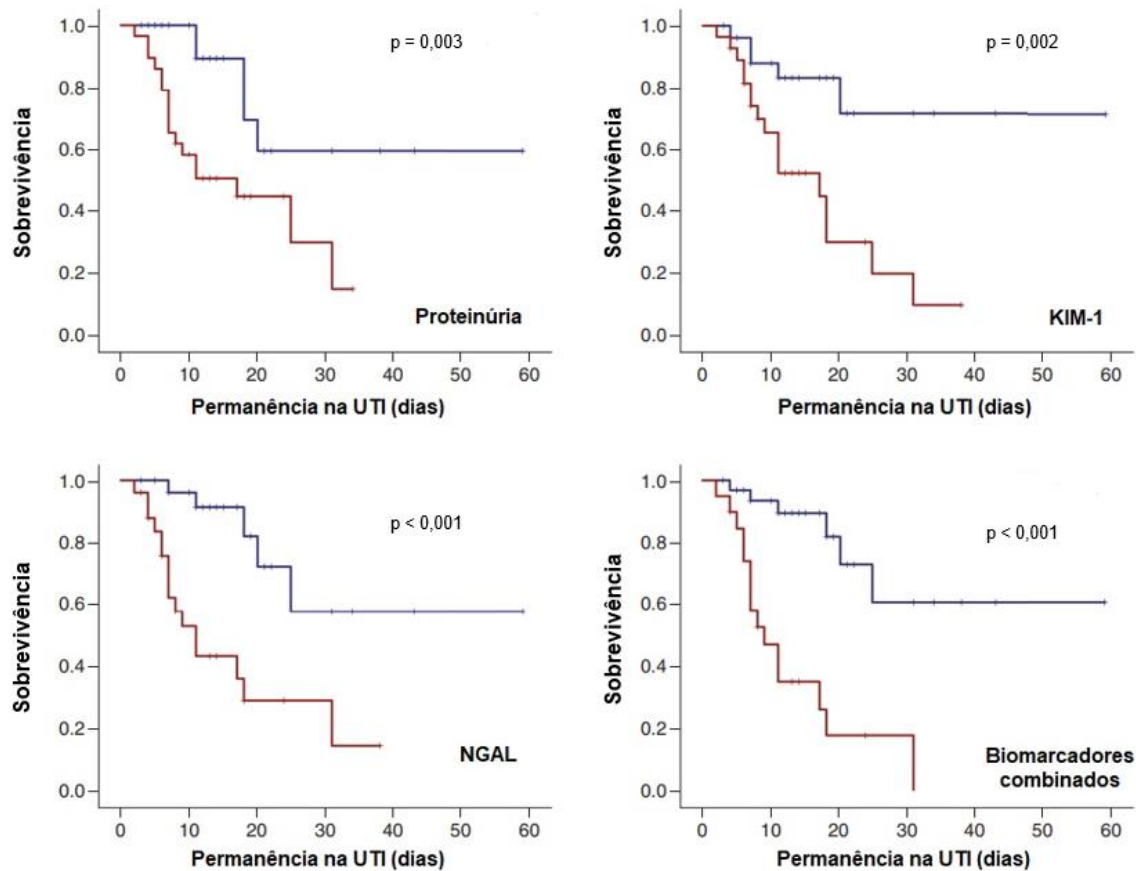 1.0
0.8
0.6
0.4
0.2
0.0
Sobrevivência
p = 0,003
Proteinúria
0 10 20 30 40 50 60
Permanência na UTI (dias)
1.0
0.8
0.6
0.4
0.2
0.0
Sobrevivência
p = 0,002
KIM-1
0 10 20 30 40 50 60
Permanência na UTI (dias)
1.0
0.8
0.6
0.4
0.2
0.0
Sobrevivência
p < 0,001
NGAL
0 10 20 30 40 50 60
Permanência na UTI (dias)
1.0
0.8
0.6
0.4
0.2
0.0
Sobrevivência
p < 0,001
Biomarcadores
combinados
0 10 20 30 40 50 60
Permanência na UTI (dias)